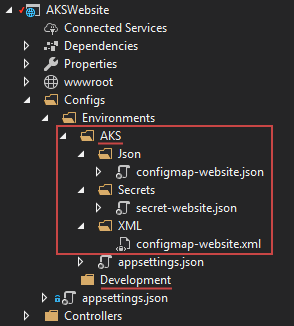 AKSWebsite
Connected Services
Dependencies
Properties
wwwroot
Configs
Environments
AKS
Json
configmap-website.json
Secrets
secret-website.json
XML
configmap-website.xml
appsettings.json
Development
appsettings.json
Controllers